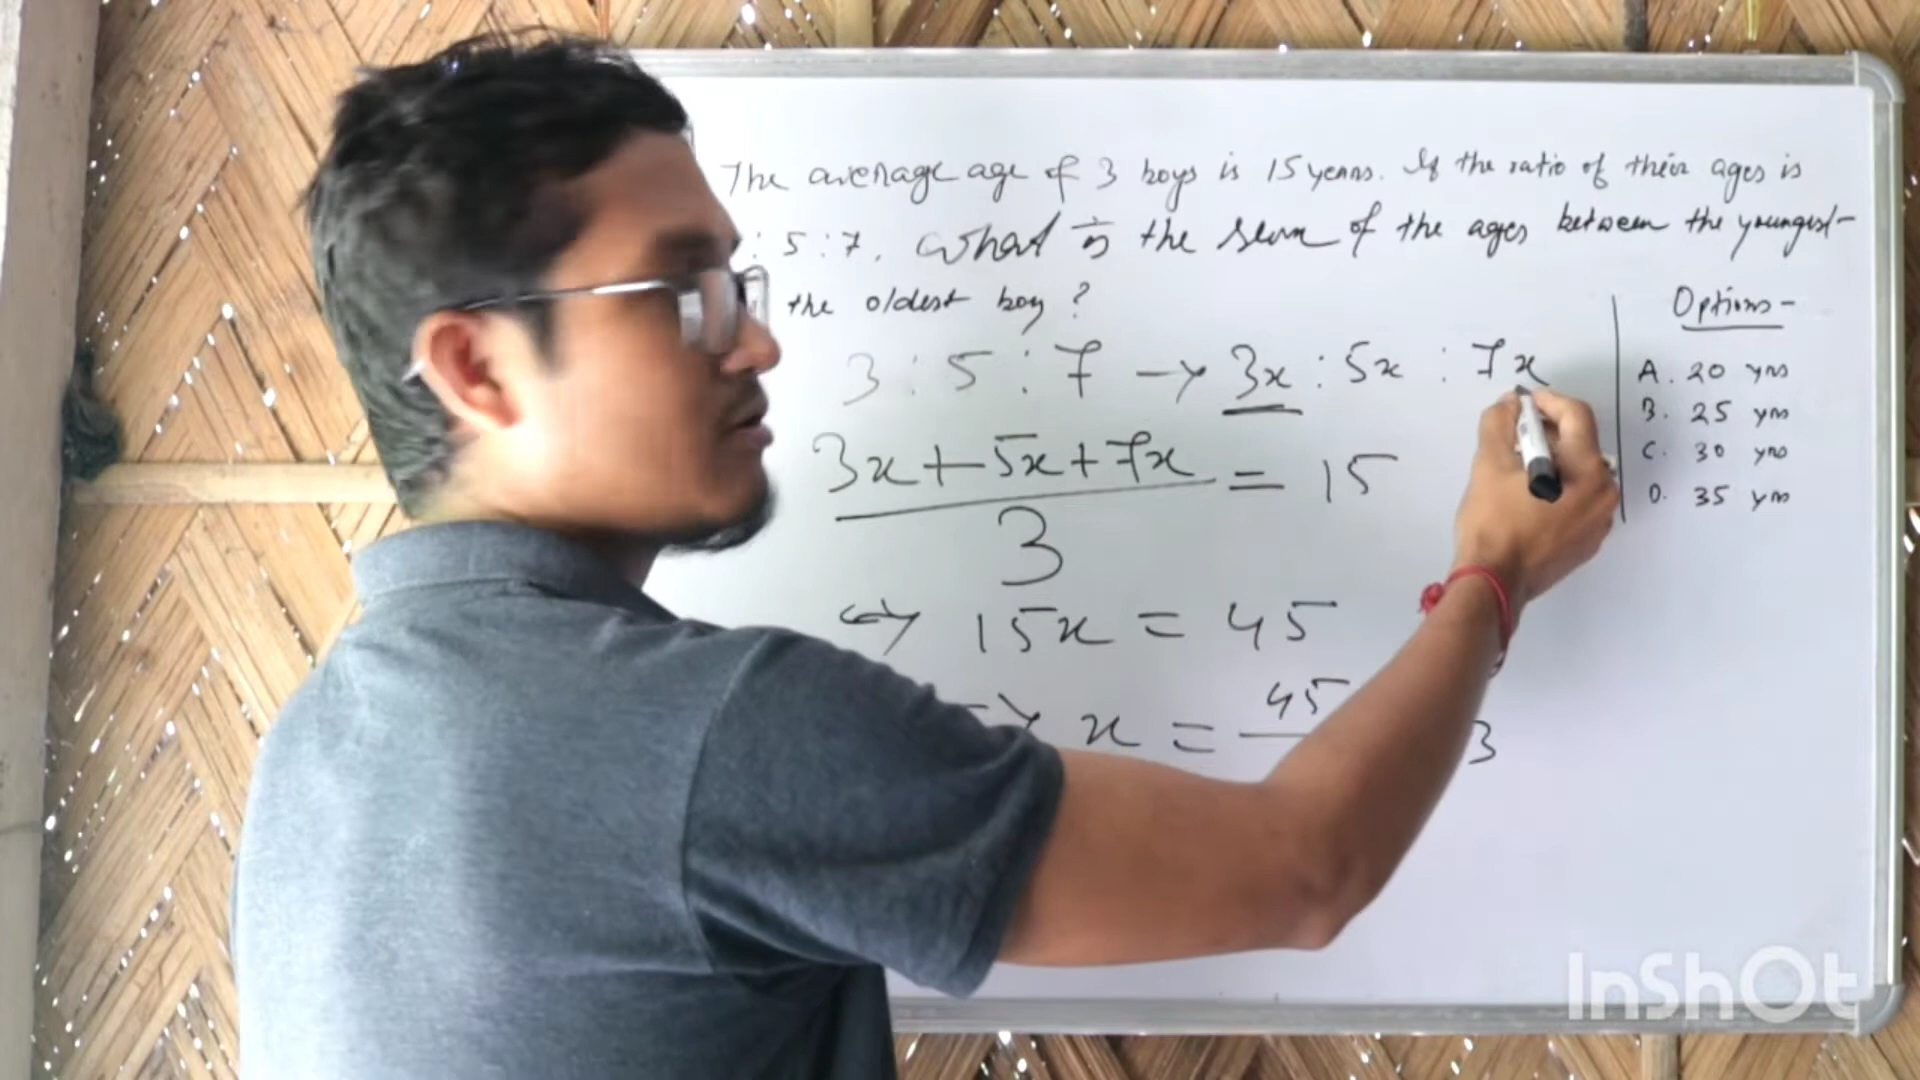 The average age of 3 boys is 15 years. If the ratio of their ages is
: 5 : 7. What is the sum of the ages between the youngest
the oldest boy ?
Options -
3 : 5 : 7 → 3x : 5x : 7x
A. 20 yrs
B. 25 yrs
C. 30 yrs
D. 35 yrs
3x + 5x + 7x
= 15
3
⇒ 15x = 45
x = 45
3
InShOt